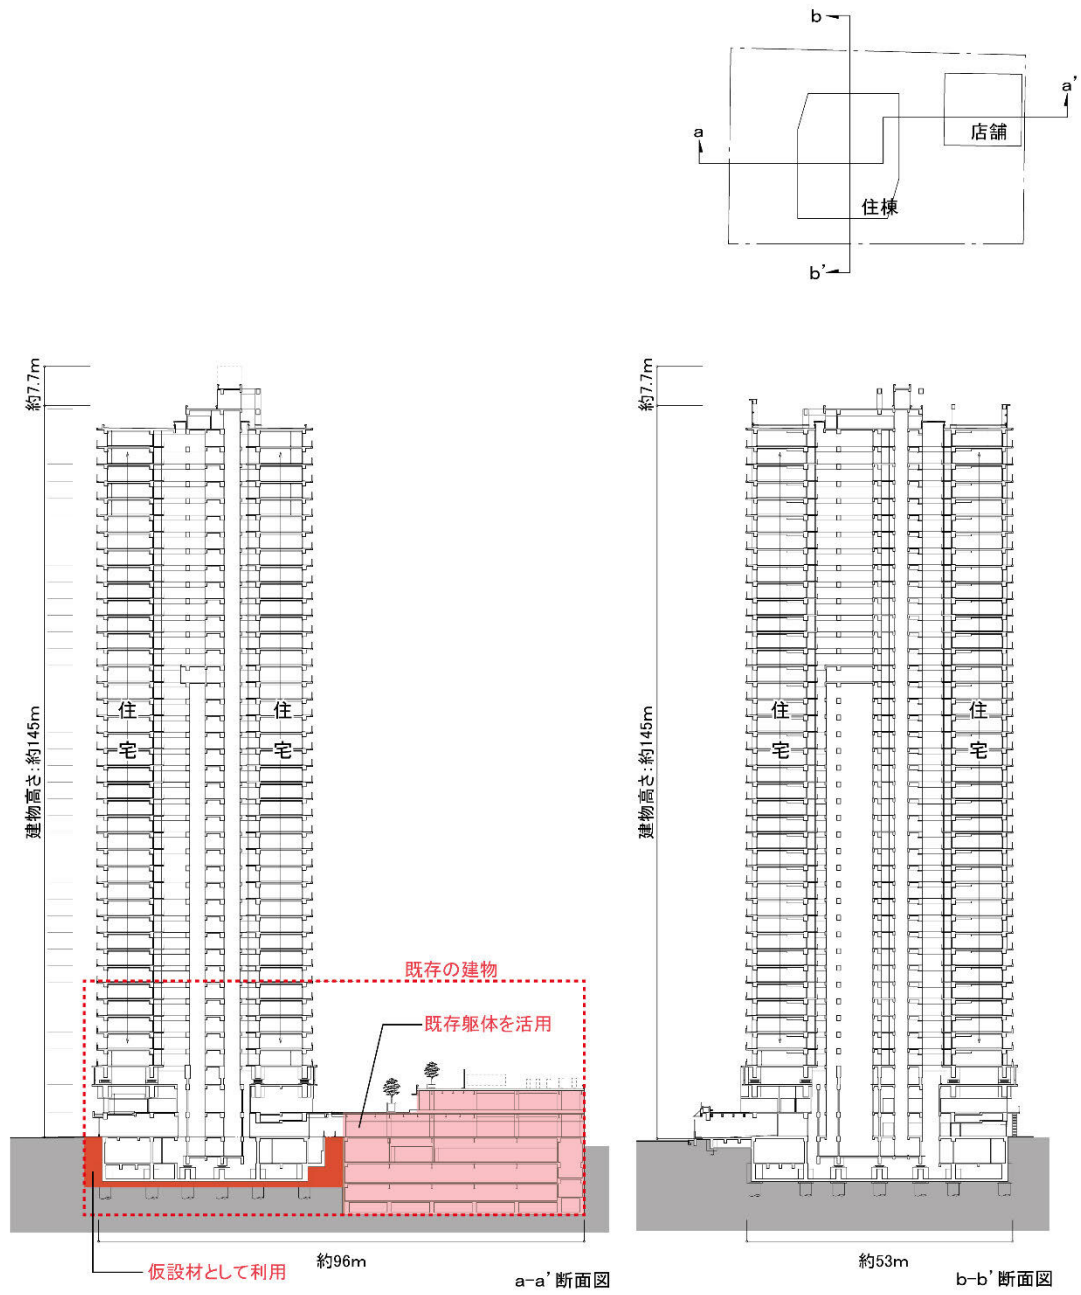 b
a'
店舗
a
住棟
b'
約7.7m
約7.7m
建物高さ:約145m
住
宅
住
宅
建物高さ:約145m
住
宅
住
宅
既存の建物
既存躯体を活用
約96m
約53m
仮設材として利用
a-a' 断面図
b-b' 断面図